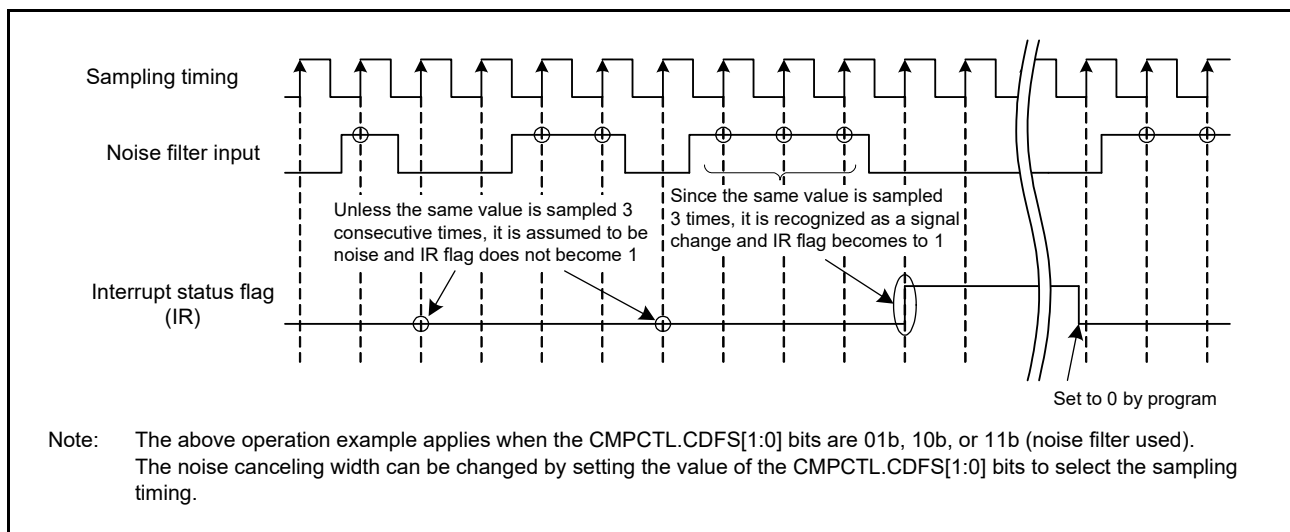 Sampling timing
Noise filter input
Unless the same value is sampled 3
consecutive times, it is assumed to be
noise and IR flag does not become 1
Since the same value is sampled
3 times, it is recognized as a signal
change and IR flag becomes to 1
Interrupt status flag
(IR)
Set to 0 by program
Note: The above operation example applies when the CMPCTL.CDFS[1:0] bits are 01b, 10b, or 11b (noise filter used).
The noise canceling width can be changed by setting the value of the CMPCTL.CDFS[1:0] bits to select the sampling
timing.